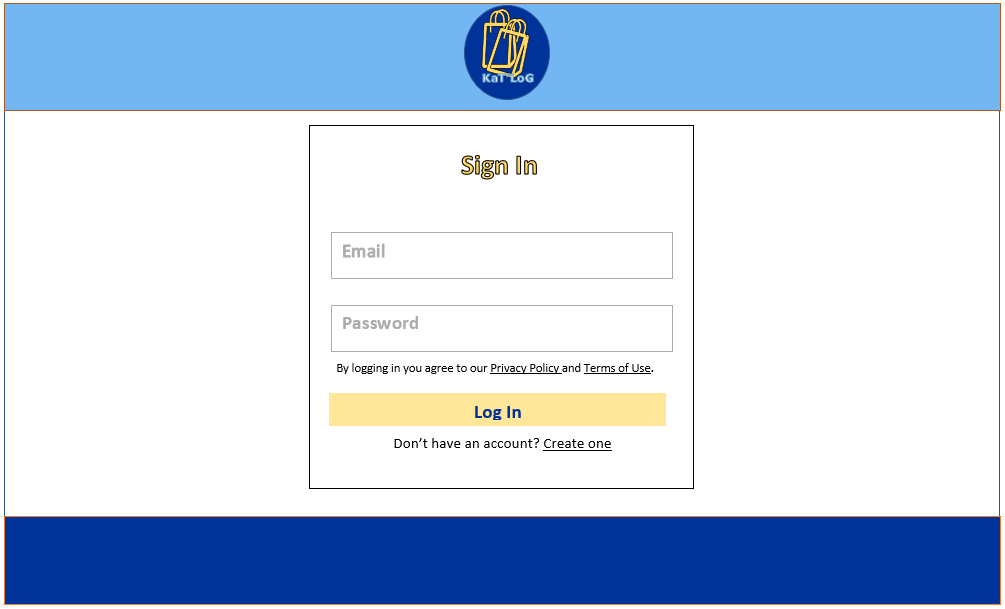 KaT LoG
Sign In
Email
Password
By logging in you agree to our Privacy Policy and Terms of Use.
Log In
Don’t have an account? Create one